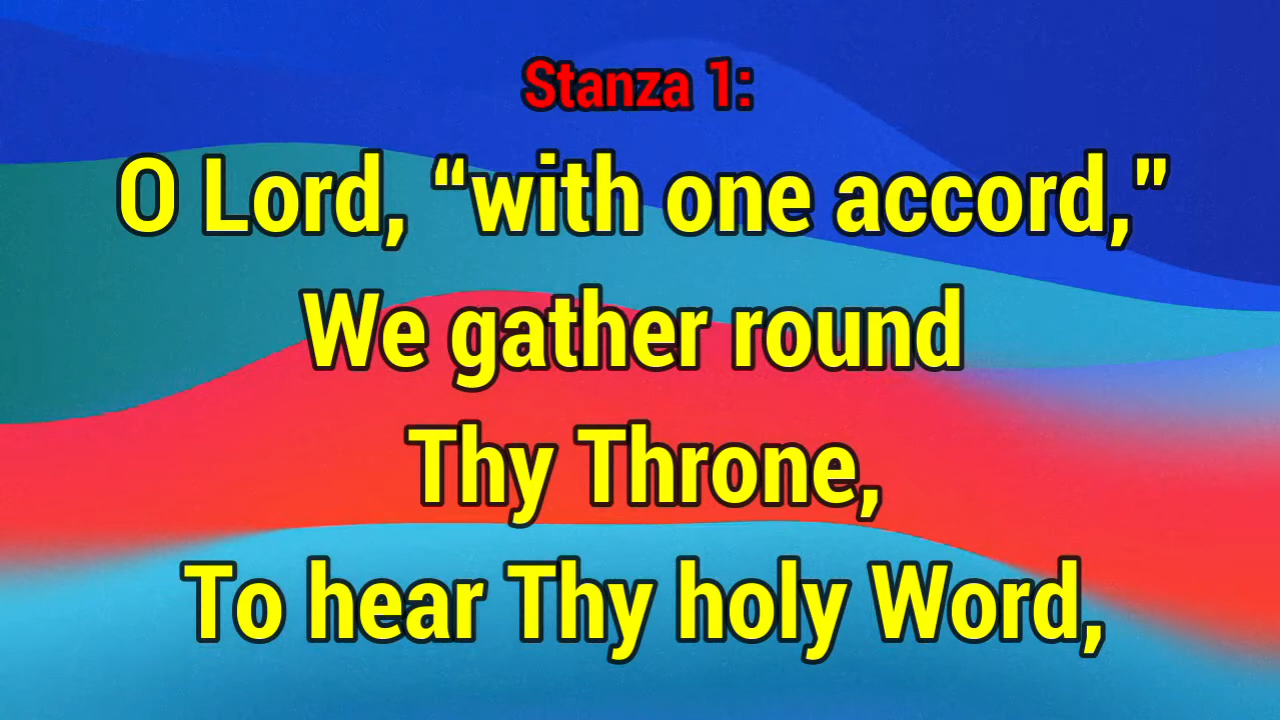 Stanza 1:
O Lord, “with one accord,”
We gather round
Thy Throne,
To hear Thy holy Word,